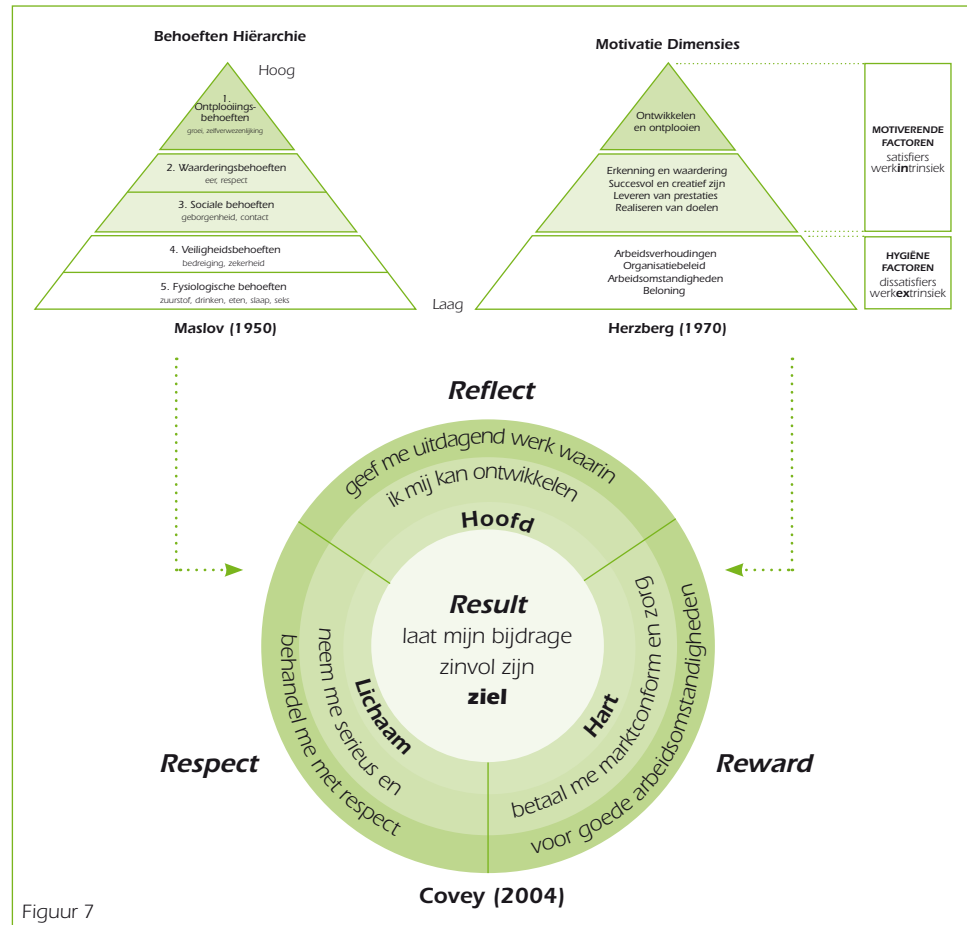 Behoeften Hiërarchie
Hoog
1.
Ontplooiings-
behoeften
groei, zelfverwezenlijking
2. Waarderingsbehoeften
eer, respect
3. Sociale behoeften
geborgenheid, contact
4. Veiligheidsbehoeften
bedreiging, zekerheid
5. Fysiologische behoeften
zuurstof, drinken, eten, slaap, seks
Laag
Maslov (1950)
Motivatie Dimensies
Ontwikkelen
en ontplooien
Erkenning en waardering
Succesvol en creatief zijn
Leveren van prestaties
Realiseren van doelen
Arbeidsverhoudingen
Organisatiebeleid
Arbeidsomstandigheden
Beloning
Herzberg (1970)
MOTIVERENDE
FACTOREN
satisfiers
werkintrinsiek
HYGIËNE
FACTOREN
dissatisfiers
werkextrinsiek
Reflect
geef me uitdagend werk waarin
ik mij kan ontwikkelen
Hoofd
Result
laat mijn bijdrage
zinvol zijn
ziel
Respect
behandel me met respect
neem me serieus en
Lichaam
Hart
betaal me marktconform en zorg
voor goede arbeidsomstandigheden
Reward
Covey (2004)
Figuur 7